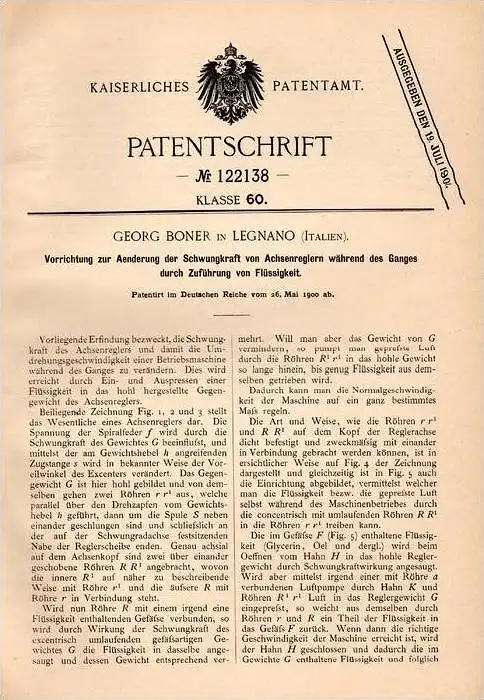 KAISERLICHES PATENTAMT.
AUSGEGEBEN DEN 19. JULI 1901.
PATENTSCHRIFT
— № 122138 —
KLASSE 60.
GEORG BONER IN LEGNANO (ITALIEN).
Vorrichtung zur Aenderung der Schwungkraft von Achsenreglern während des Ganges
durch Zuführung von Flüssigkeit.
Patentirt im Deutschen Reiche vom 26. Mai 1900 ab.
Vorliegende Erfindung bezweckt, die Schwung-
kraft des Achsenreglers und damit die Um-
drehungsgeschwindigkeit einer Betriebsmaschine
während des Ganges zu verändern. Dies wird
erreicht durch Ein- und Auspressen einer
Flüssigkeit in das hohl hergestellte Gegen-
gewicht des Achsenreglers.
Beiliegende Zeichnung Fig. 1, 2 und 3 stellt
das Wesentliche eines Achsenreglers dar. Die
Spannung der Spiralfeder f wird durch die
Schwungkraft des Gewichtes G beeinflußt, und
mittelst der am Gewichtshebel h angreifenden
Zugstange s wird in bekannter Weise der Vor-
eilwinkel des Excenters verändert. Das Gegen-
gewicht G ist hier hohl gebildet und von dem-
selben gehen zwei Röhren r r¹ aus, welche
parallel über den Drehzapfen vom Gewichts-
hebel h geführt, dann um die Spule S neben
einander geschlungen sind und schließlich an
der auf der Schwungradachse festsitzenden
Nabe der Reglerscheibe enden. Genau achsial
auf dem Achsenkopf sind zwei über einander
geschobene Röhren R R¹ angebracht, wovon
die innere R¹ auf näher zu beschreibende
Weise mit Röhre r¹ und die äußere R mit
Röhre r in Verbindung steht.
Wird nun Röhre R mit einem irgend eine
Flüssigkeit enthaltenden Gefäße verbunden, so
wird durch Wirkung der Schwungkraft des
excentrisch umlaufenden gefäßartigen Ge-
wichtes G die Flüssigkeit in dasselbe ange-
saugt und dessen Gewicht entsprechend ver-
mehrt. Will man aber das Gewicht von G
vermindern, so pumpt man gepreßte Luft
durch die Röhren R¹ r¹ in das hohle Gewicht
so lange hinein, bis genug Flüssigkeit aus dem-
selben getrieben wird.
Dadurch kann man die Normalgeschwindig-
keit der Maschine auf ein ganz bestimmtes
Maß regeln.
Die Art und Weise, wie die Röhren r r¹
und R R¹ auf dem Kopf der Reglerachse
dicht befestigt und zweckmäßig mit einander
in Verbindung gebracht werden können, ist in
ersichtlicher Weise auf Fig. 4 der Zeichnung
dargestellt und gleichzeitig ist in Fig. 5 auch
die Einrichtung abgebildet, vermittelst welcher
man die Flüssigkeit bezw. die gepreßte Luft
selbst während des Maschinenbetriebes durch
die concentrisch mit umlaufenden Röhren R R¹
in die Röhren r r¹ treiben kann.
Die im Gefäße F (Fig. 5) enthaltene Flüssig-
keit (Glycerin, Oel und dergl.) wird beim
Oeffnen vom Hahn H in das hohle Regler-
gewicht durch Schwungkraftwirkung angesaugt.
Wird aber mittelst irgend einer mit Röhre a
verbundenen Luftpumpe durch Hahn K und
Röhren R¹ r¹ Luft in das Reglergewicht G
eingepreßt, so weicht aus demselben durch
Röhren r und R ein Theil der Flüssigkeit in
das Gefäß F zurück. Wenn dann die richtige
Geschwindigkeit der Maschine erreicht ist, wird
der Hahn H geschlossen und dadurch die im
Gewichte G enthaltene Flüssigkeit und folglich